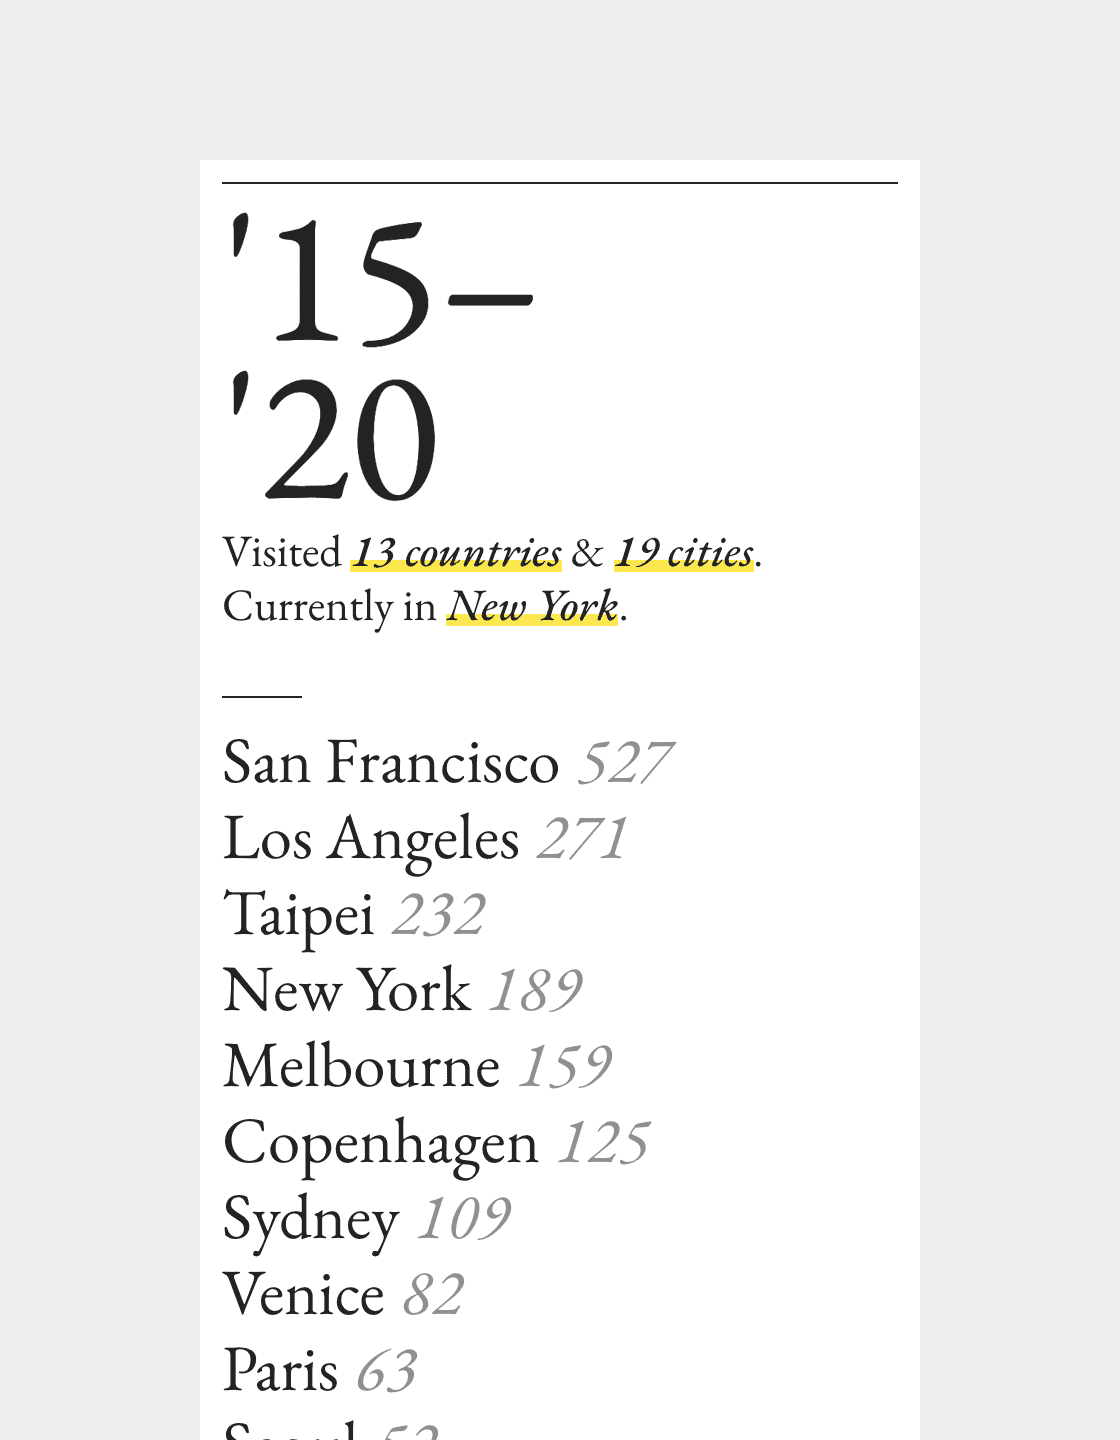 '15–
'20
Visited 13 countries & 19 cities.
Currently in New York.
San Francisco 527
Los Angeles 271
Taipei 232
New York 189
Melbourne 159
Copenhagen 125
Sydney 109
Venice 82
Paris 63
Seoul